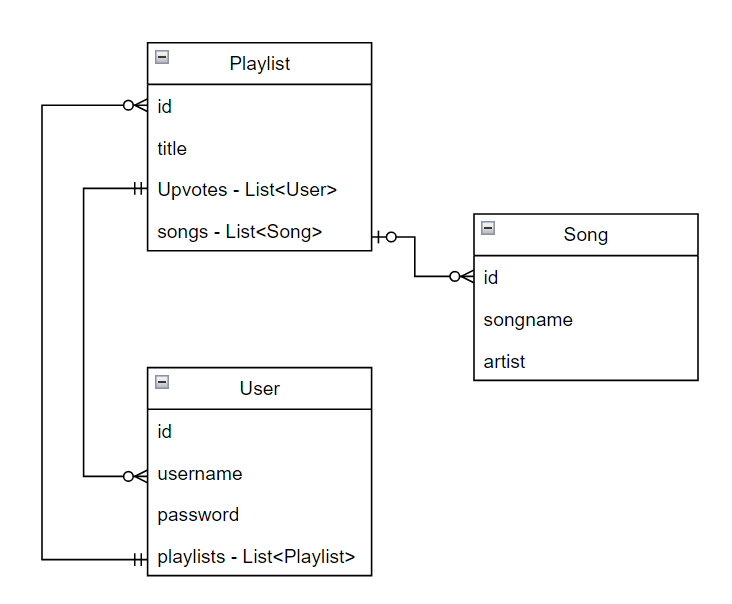 Playlist
id
title
Upvotes - List<User>
songs - List<Song>
Song
id
songname
artist
User
id
username
password
playlists - List<Playlist>